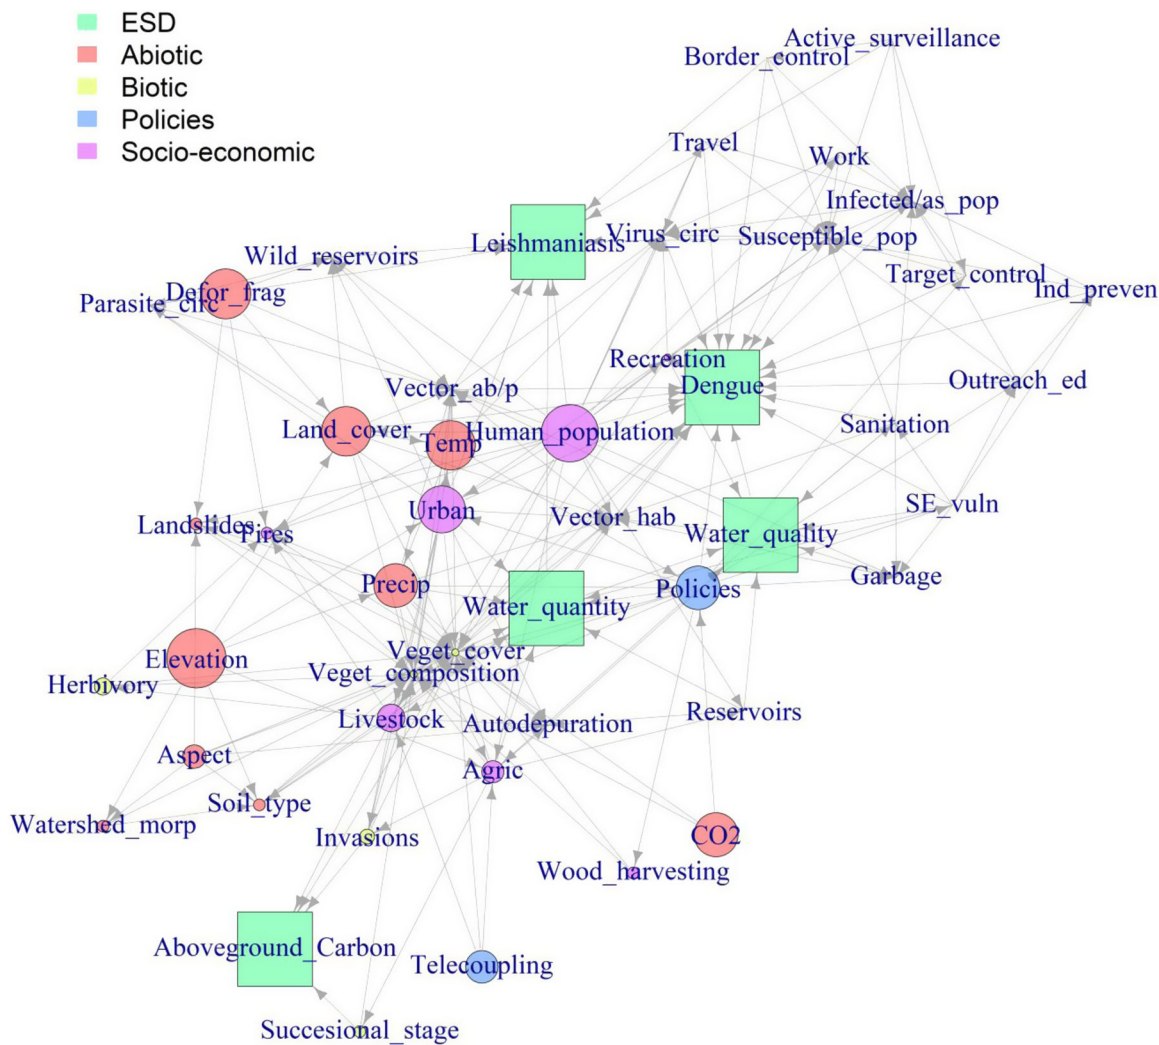 ESD
Abiotic
Biotic
Policies
Socio-economic
Active_surveillance
Border_control
Travel
Work
Infected/as_pop
Leishmaniasis
Virus_circ
Susceptible_pop
Wild_reservoirs
Target_control
Defor_frag
Parasite_circ
Ind_preven
Recreation
Vector_ab/p
Dengue
Outreach_ed
Land_cover
Temp
Human_population
Sanitation
Urban
Vector_hab
SE_vuln
Landslides
Fires
Water_quality
Precip
Policies
Garbage
Water_quantity
Elevation
Veget_cover
Veget_composition
Herbivory
Livestock
Autodepuration
Reservoirs
Aspect
Agric
Soil_type
Watershed_morp
Invasions
CO2
Wood_harvesting
Aboveground_Carbon
Telecoupling
Succesional_stage